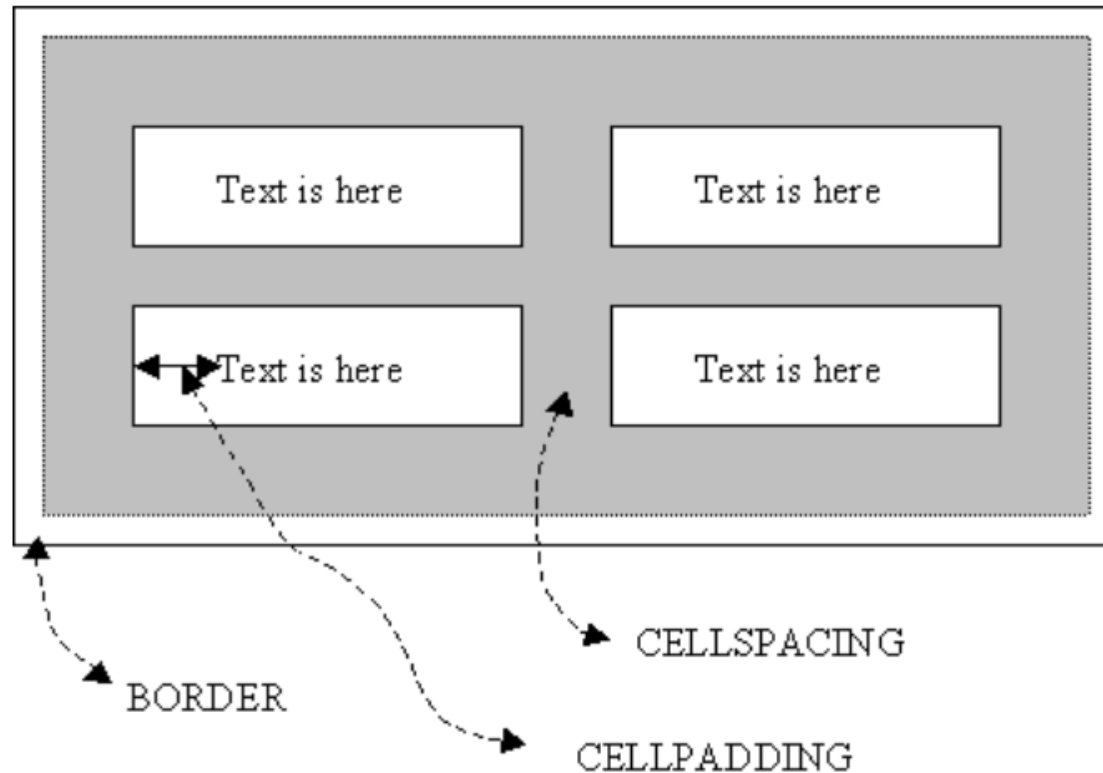 Text is here
Text is here
Text is here
Text is here
CELLSPACING
BORDER
CELLPADDING